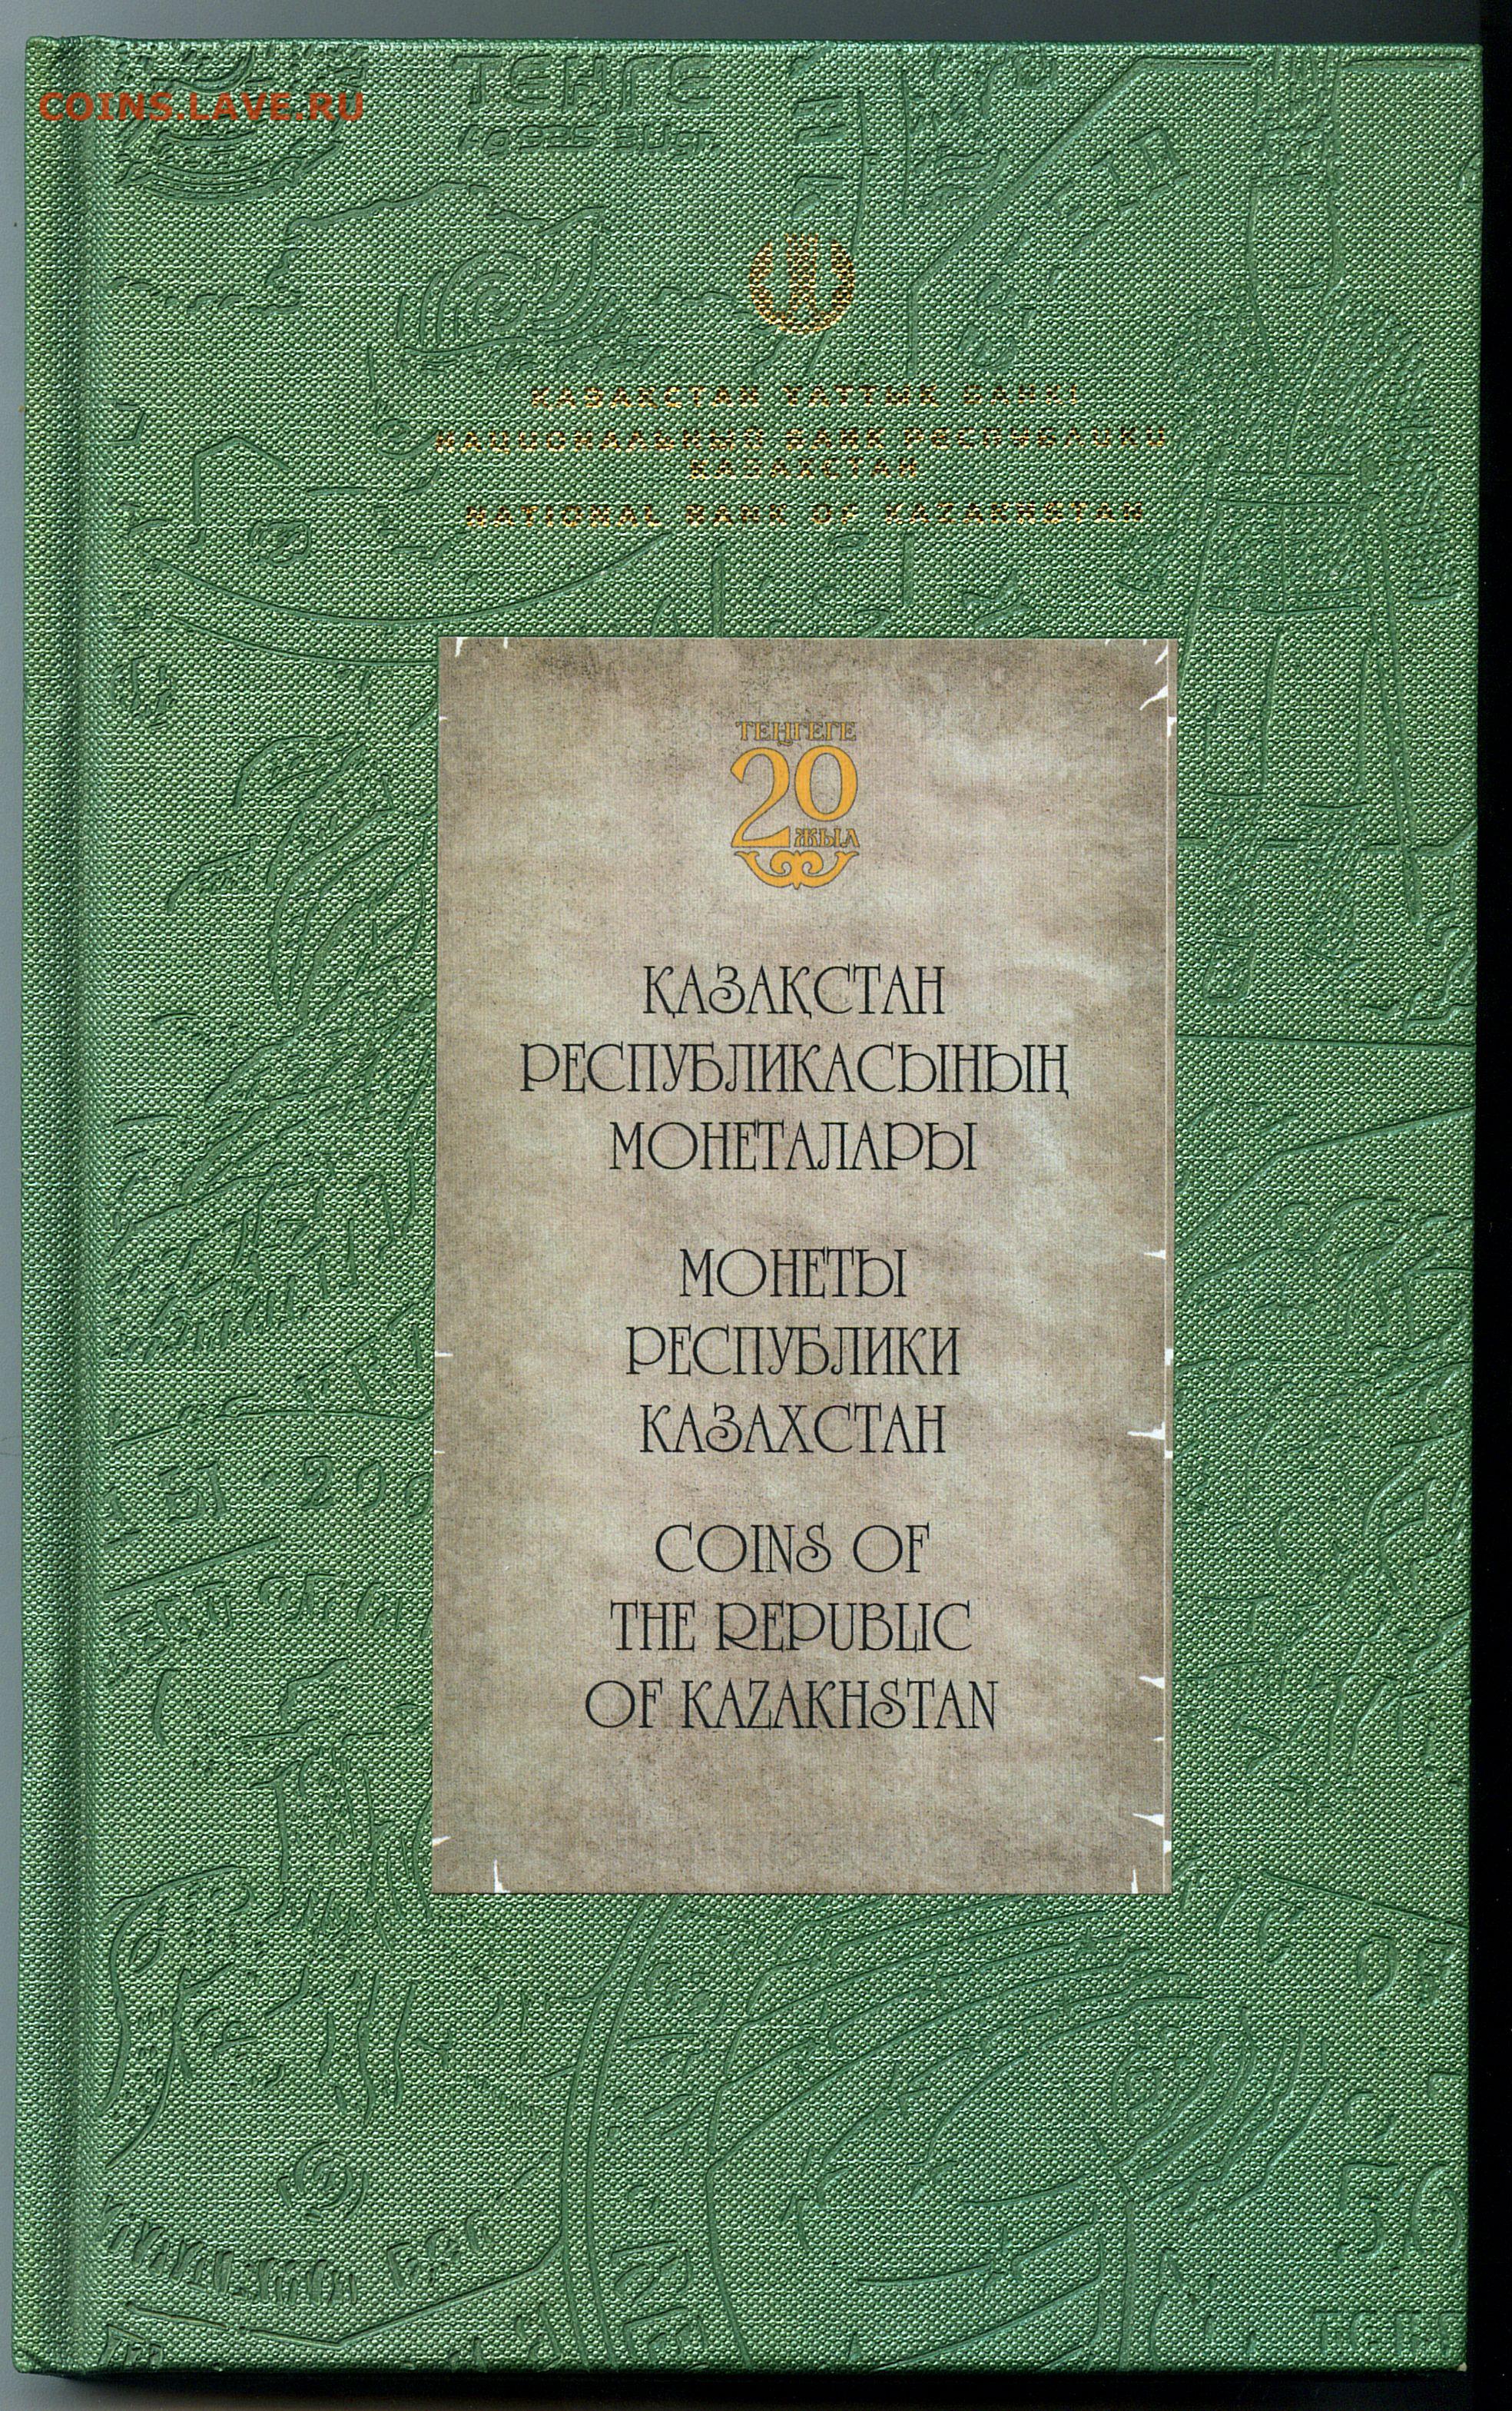 COINS.LAVE.RU
ТЕҢГЕ
ҚАЗАҚСТАН ҰЛТТЫҚ БАНКІ
НАЦИОНАЛЬНЫЙ БАНК РЕСПУБЛИКИ
КАЗАХСТАН
NATIONAL BANK OF KAZAKHSTAN
ТЕҢГЕГЕ
20
ЖЫЛ
ҚАЗАҚСТАН
РЕСПУБЛИКАСЫНЫҢ
МОНЕТАЛАРЫ
МОНЕТЫ
РЕСПУБЛИКИ
КАЗАХСТАН
COINS OF
THE REPUBLIC
OF KAZAKHSTAN